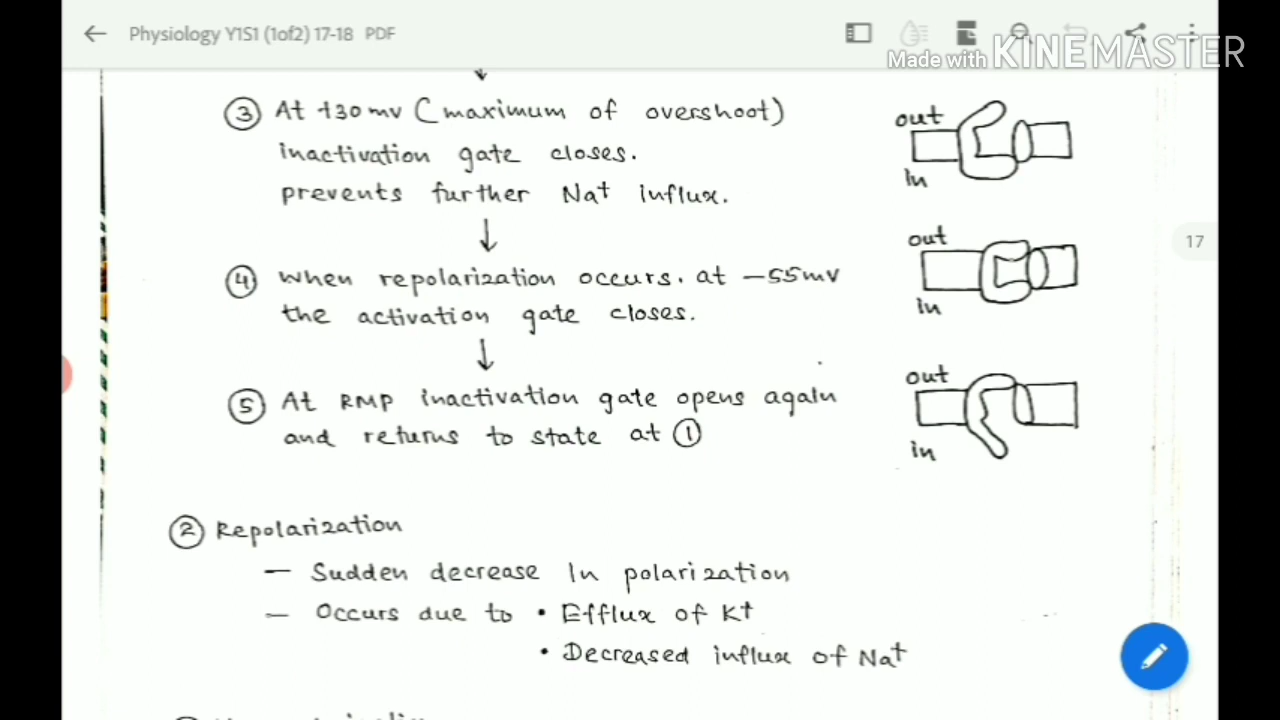 Physiology Y1S1 (1of2) 17-18 PDF
Made with KINEMASTER
③ At +30mv (maximum of overshoot)
inactivation gate closes.
prevents further Na+ influx.
out
in
↓
④ When repolarization occurs. at -55mv
the activation gate closes.
out
in
↓
⑤ At RMP inactivation gate opens again
and returns to state at ①
out
in
17
② Repolarization
- Sudden decrease In polarization
- Occurs due to • Efflux of K+
• Decreased influx of Na+